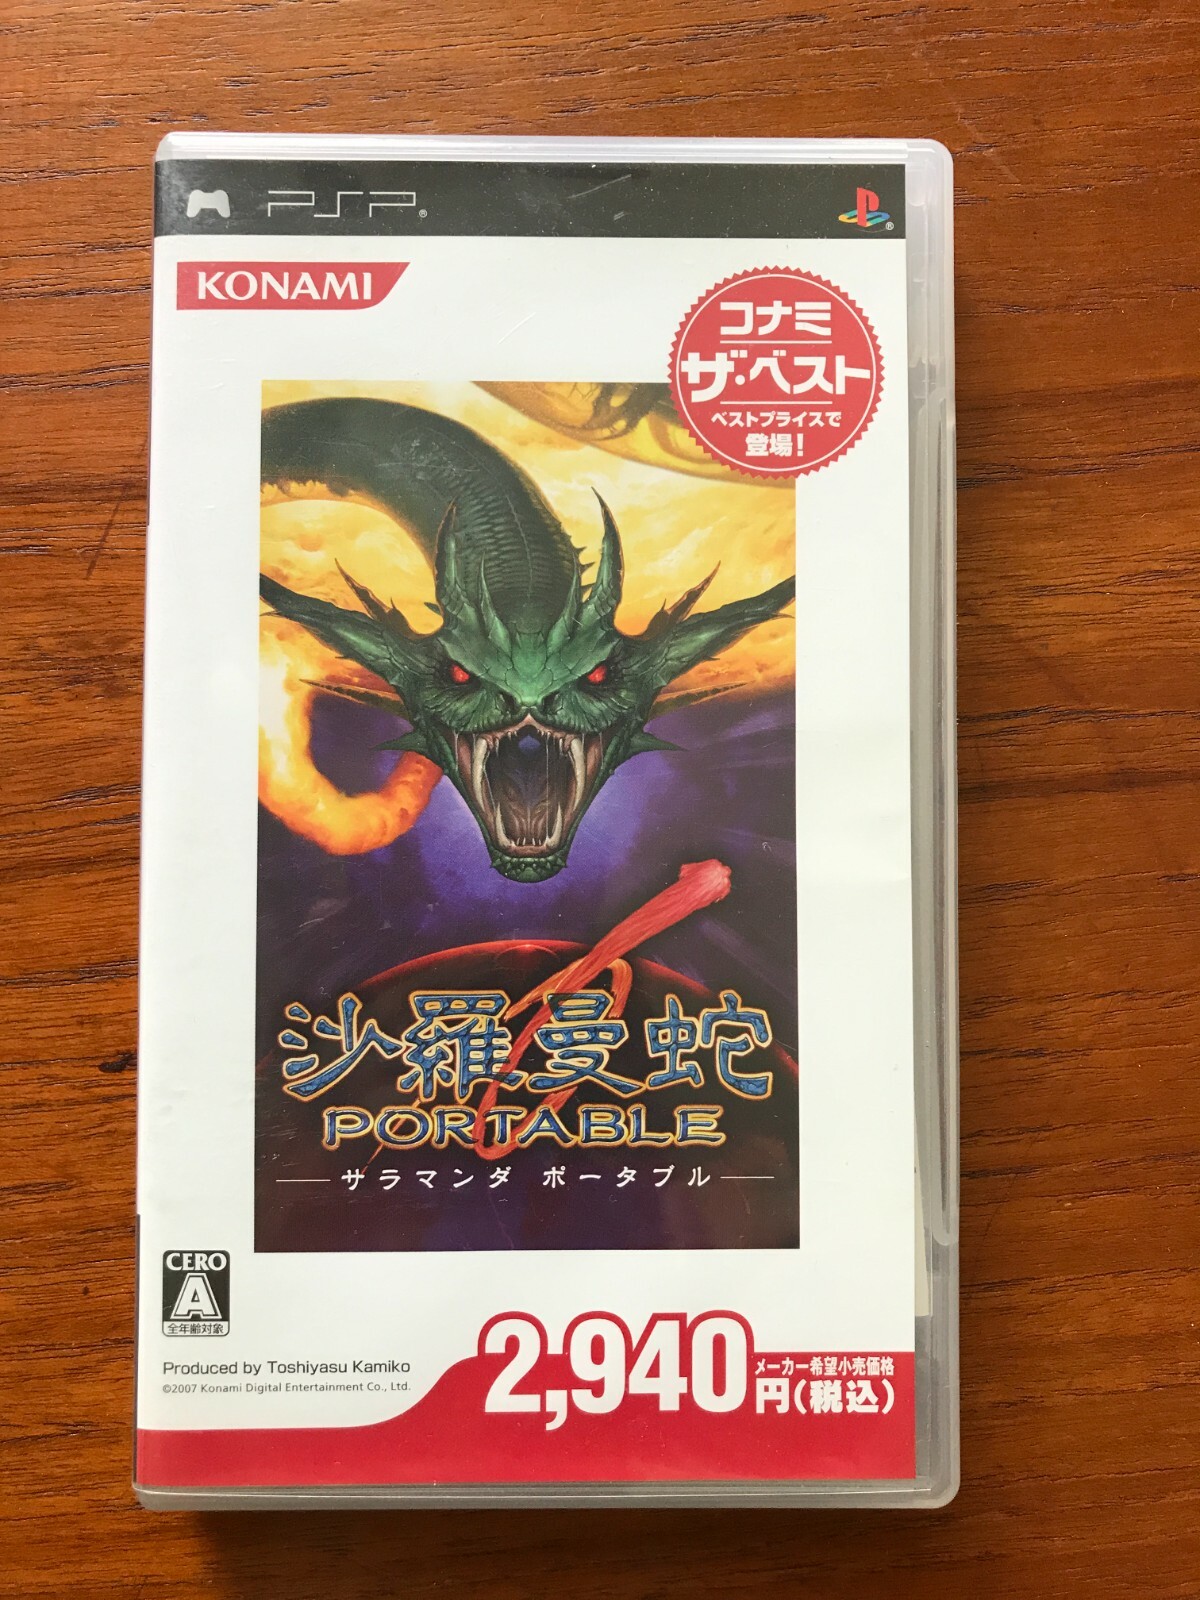 PSP®
®
KONAMI
コナミ
ザ・ベスト
ベストプライスで
登場！
沙羅曼蛇
PORTABLE
サラマンダ ポータブル
CERO
A
全年齢対象
Produced by Toshiyasu Kamiko
©2007 Konami Digital Entertainment Co., Ltd.
2,940
メーカー希望小売価格
円(税込)